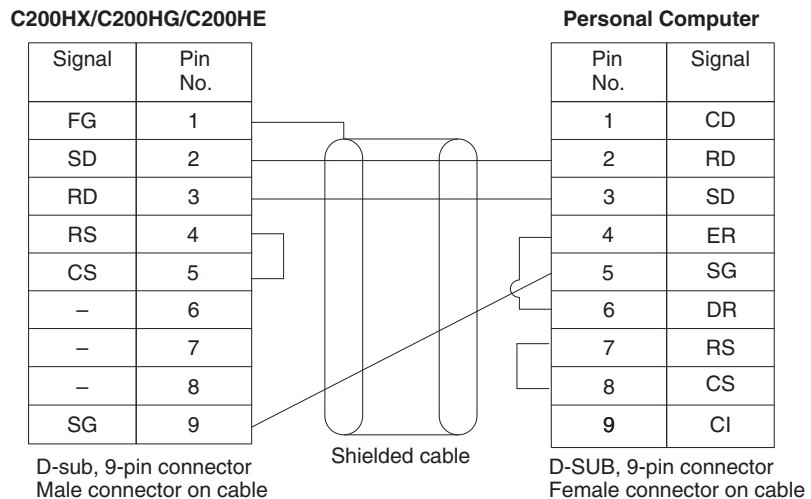 C200HX/C200HG/C200HE
Signal Pin No.
FG 1
SD 2
RD 3
RS 4
CS 5
– 6
– 7
– 8
SG 9
D-sub, 9-pin connector
Male connector on cable
Shielded cable
Personal Computer
Pin No. Signal
1 CD
2 RD
3 SD
4 ER
5 SG
6 DR
7 RS
8 CS
9 CI
D-SUB, 9-pin connector
Female connector on cable